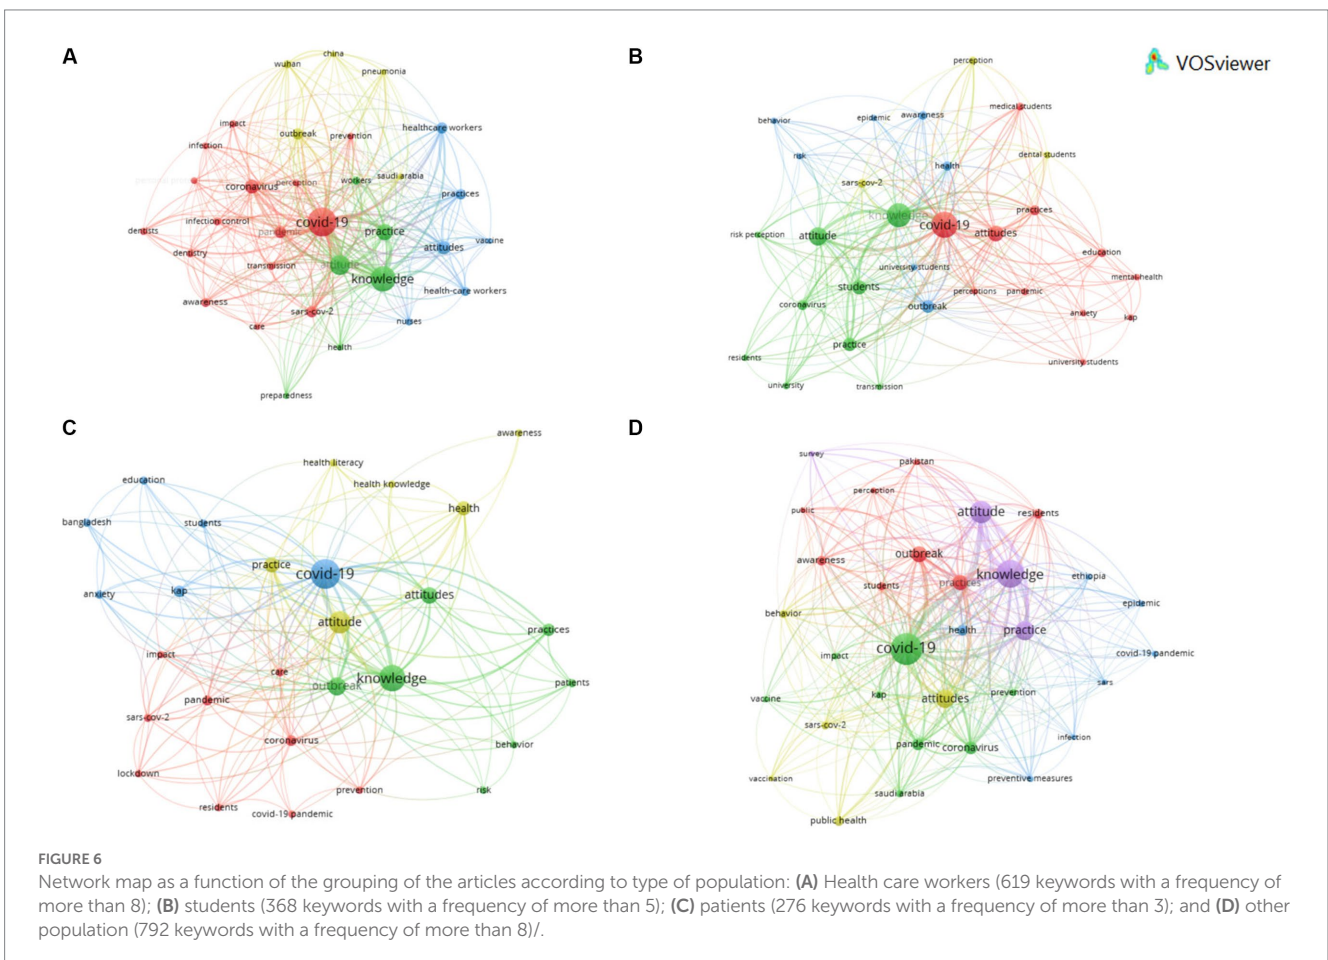 A
china
wuhan
pneumonia
impact
outbreak
prevention
healthcare workers
infection
coronavirus
perception
workers
saudi arabia
practices
infection control
covid-19
dentists
pandemic
practice
vaccine
attitudes
dentistry
transmission
attitude
knowledge
health-care workers
awareness
sars-cov-2
care
nurses
health
preparedness
B
VOSviewer
perception
medical students
behavior
epidemic
awareness
risk
health
dental students
sars-cov-2
knowledge
practices
covid-19
risk perception
attitude
attitudes
education
university students
mental health
students
perceptions
pandemic
coronavirus
outbreak
anxiety
kap
practice
residents
university students
university
transmission
C
awareness
health literacy
education
health knowledge
health
bangladesh
students
practice
covid-19
anxiety
kap
attitudes
attitude
practices
impact
care
outbreak
knowledge
patients
pandemic
sars-cov-2
coronavirus
behavior
lockdown
prevention
risk
residents
covid-19 pandemic
D
survey
pakistan
perception
public
attitude
residents
awareness
outbreak
students
practices
knowledge
ethiopia
behavior
epidemic
health
practice
impact
covid-19
covid-19 pandemic
vaccine
kap
attitudes
prevention
sars
sars-cov-2
pandemic
coronavirus
infection
vaccination
preventive measures
saudi arabia
public health
FIGURE 6
Network map as a function of the grouping of the articles according to type of population: (A) Health care workers (619 keywords with a frequency of
more than 8); (B) students (368 keywords with a frequency of more than 5); (C) patients (276 keywords with a frequency of more than 3); and (D) other
population (792 keywords with a frequency of more than 8)/.